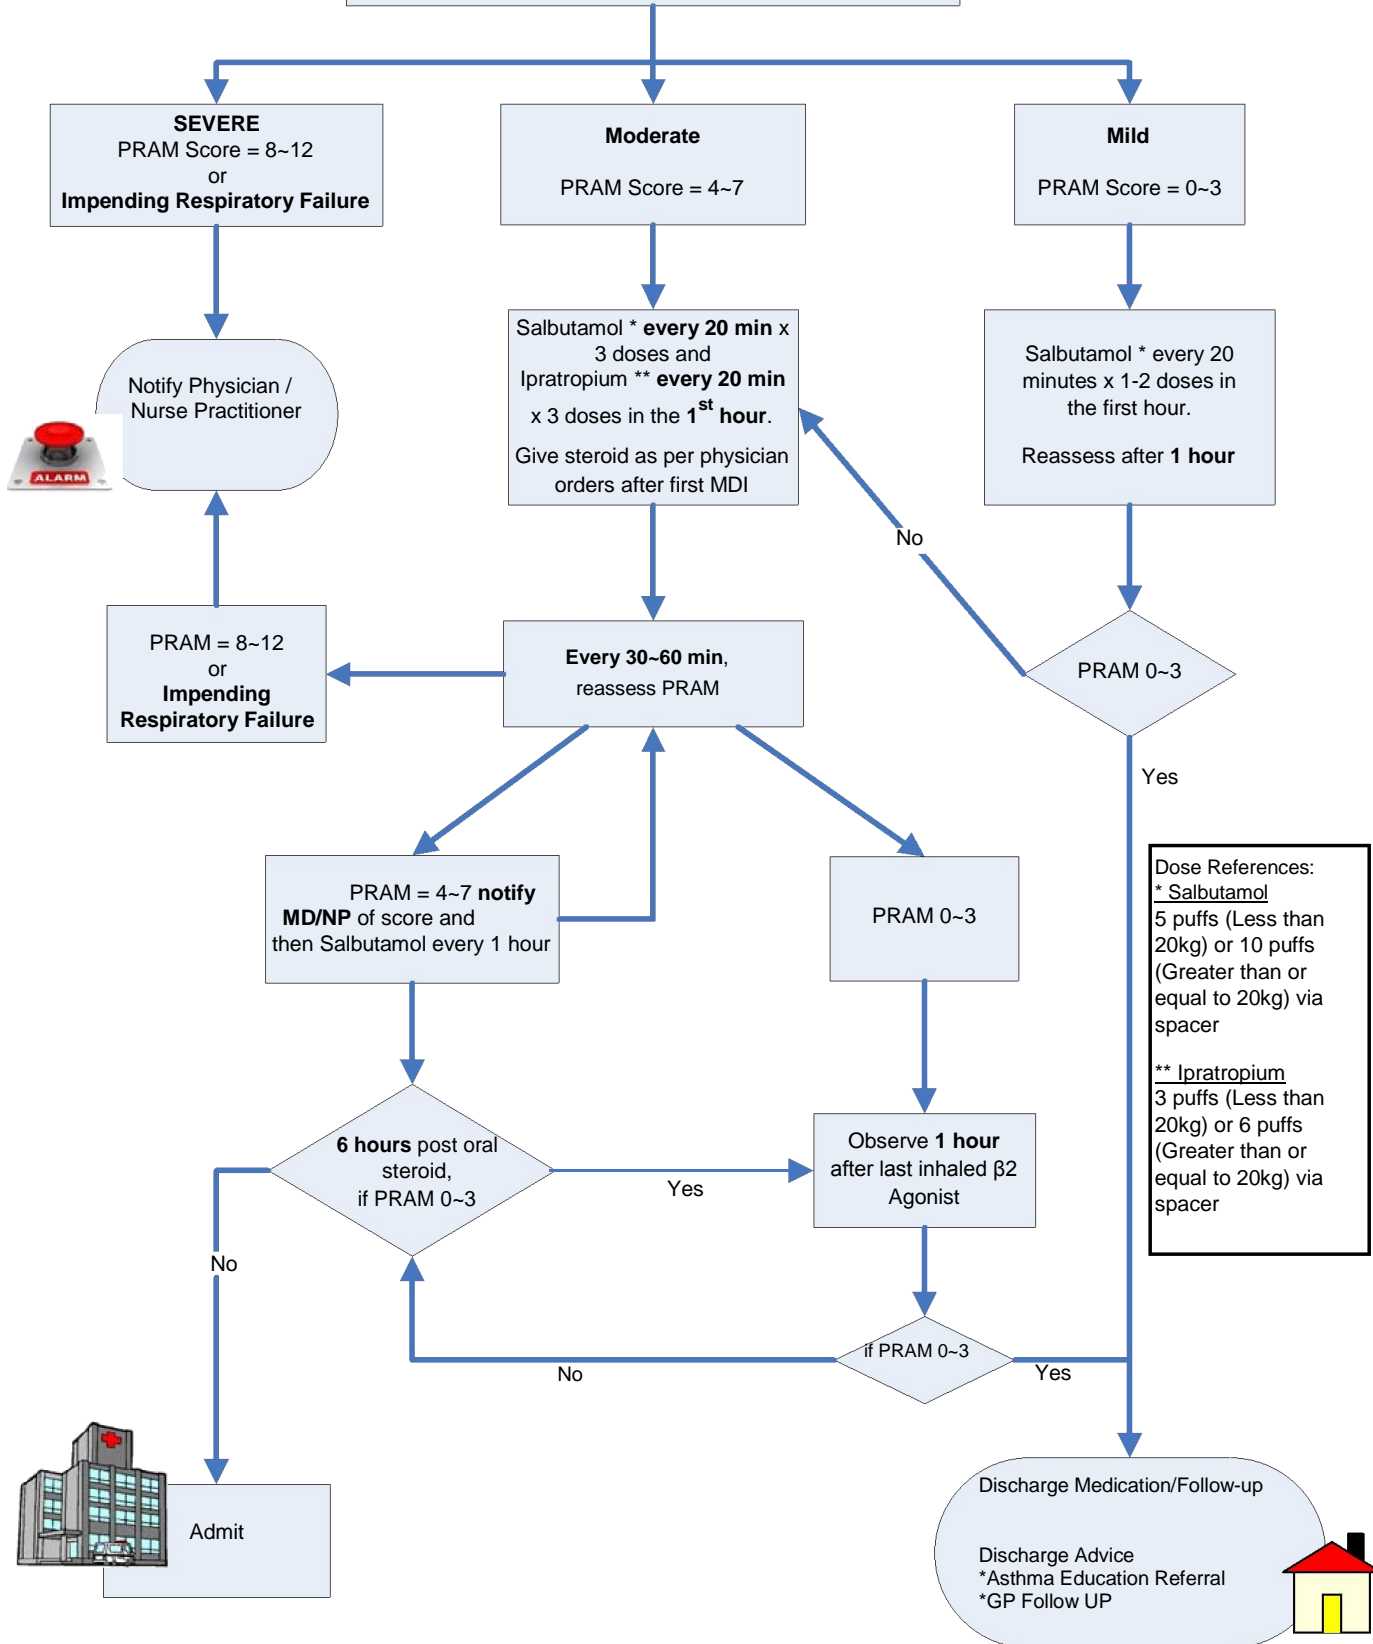 SEVERE
PRAM Score = 8~12
or
Impending Respiratory Failure
Moderate
PRAM Score = 4~7
Mild
PRAM Score = 0~3
Notify Physician /
Nurse Practitioner
ALARM
Salbutamol * every 20 min x
3 doses and
Ipratropium ** every 20 min
x 3 doses in the 1st hour.
Give steroid as per physician
orders after first MDI
Salbutamol * every 20
minutes x 1-2 doses in
the first hour.
Reassess after 1 hour
No
PRAM = 8~12
or
Impending
Respiratory Failure
Every 30~60 min,
reassess PRAM
PRAM 0~3
Yes
PRAM = 4~7 notify
MD/NP of score and
then Salbutamol every 1 hour
PRAM 0~3
Dose References:
* Salbutamol
5 puffs (Less than
20kg) or 10 puffs
(Greater than or
equal to 20kg) via
spacer
** Ipratropium
3 puffs (Less than
20kg) or 6 puffs
(Greater than or
equal to 20kg) via
spacer
6 hours post oral
steroid,
if PRAM 0~3
Yes
Observe 1 hour
after last inhaled β2
Agonist
No
if PRAM 0~3
No
Yes
Admit
Discharge Medication/Follow-up
Discharge Advice
*Asthma Education Referral
*GP Follow UP